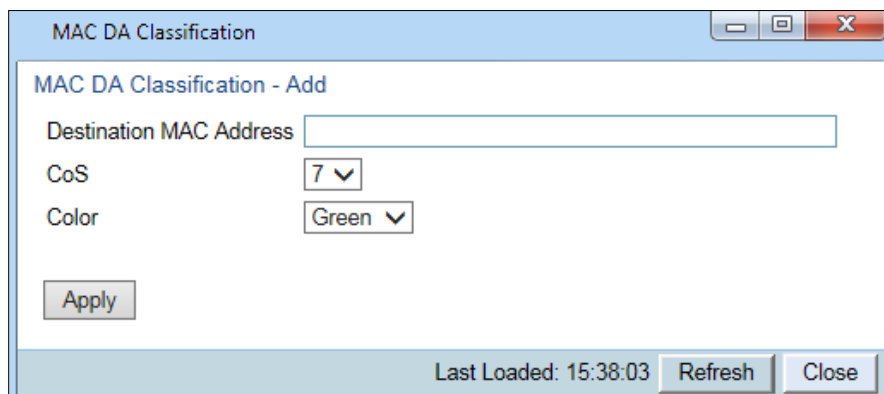 MAC DA Classification
MAC DA Classification - Add
Destination MAC Address
CoS 7
Color Green
Apply
Last Loaded: 15:38:03 Refresh Close